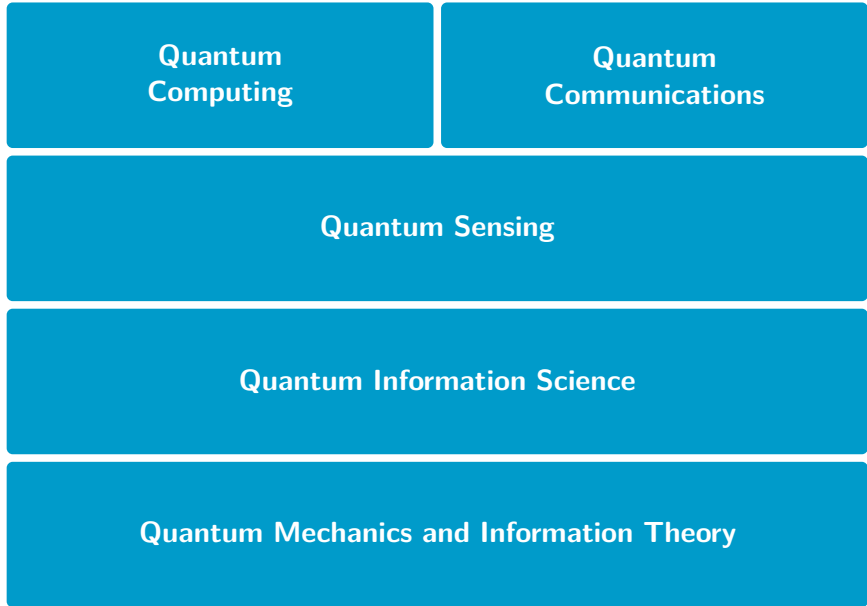 Quantum
Computing
Quantum
Communications
Quantum Sensing
Quantum Information Science
Quantum Mechanics and Information Theory